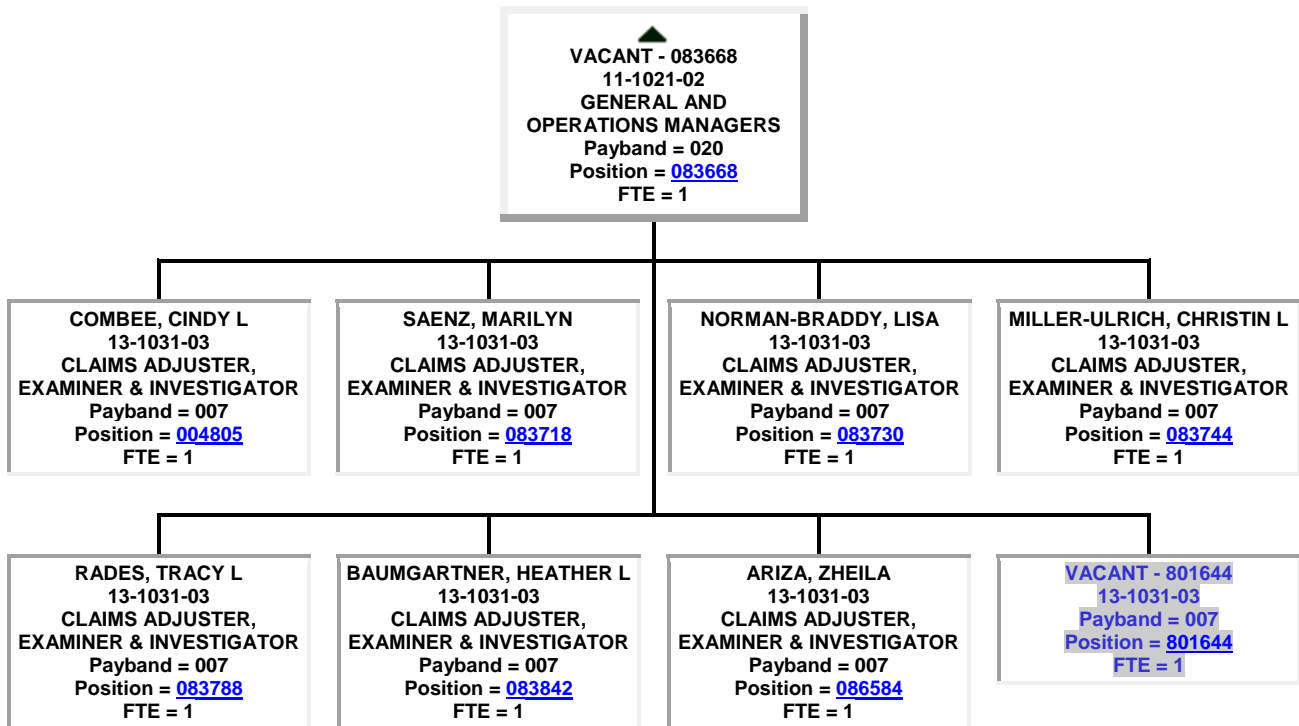 VACANT - 083668
11-1021-02
GENERAL AND
OPERATIONS MANAGERS
Payband = 020
Position = 083668
FTE = 1
COMBEE, CINDY L
13-1031-03
CLAIMS ADJUSTER,
EXAMINER & INVESTIGATOR
Payband = 007
Position = 004805
FTE = 1
SAENZ, MARILYN
13-1031-03
CLAIMS ADJUSTER,
EXAMINER & INVESTIGATOR
Payband = 007
Position = 083718
FTE = 1
NORMAN-BRADDY, LISA
13-1031-03
CLAIMS ADJUSTER,
EXAMINER & INVESTIGATOR
Payband = 007
Position = 083730
FTE = 1
MILLER-ULRICH, CHRISTIN L
13-1031-03
CLAIMS ADJUSTER,
EXAMINER & INVESTIGATOR
Payband = 007
Position = 083744
FTE = 1
RADES, TRACY L
13-1031-03
CLAIMS ADJUSTER,
EXAMINER & INVESTIGATOR
Payband = 007
Position = 083788
FTE = 1
BAUMGARTNER, HEATHER L
13-1031-03
CLAIMS ADJUSTER,
EXAMINER & INVESTIGATOR
Payband = 007
Position = 083842
FTE = 1
ARIZA, ZHEILA
13-1031-03
CLAIMS ADJUSTER,
EXAMINER & INVESTIGATOR
Payband = 007
Position = 086584
FTE = 1
VACANT - 801644
13-1031-03
Payband = 007
Position = 801644
FTE = 1